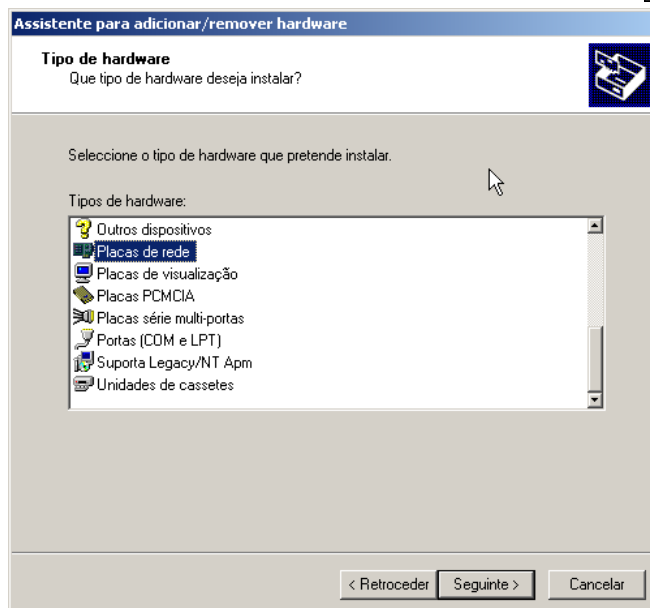 Assistente para adicionar/remover hardware
Tipo de hardware
Que tipo de hardware deseja instalar?
Seleccione o tipo de hardware que pretende instalar.
Tipos de hardware:
Outros dispositivos
Placas de rede
Placas de visualização
Placas PCMCIA
Placas série multi-portas
Portas (COM e LPT)
Suporta Legacy/NT Apm
Unidades de cassetes
< Retroceder Seguinte > Cancelar